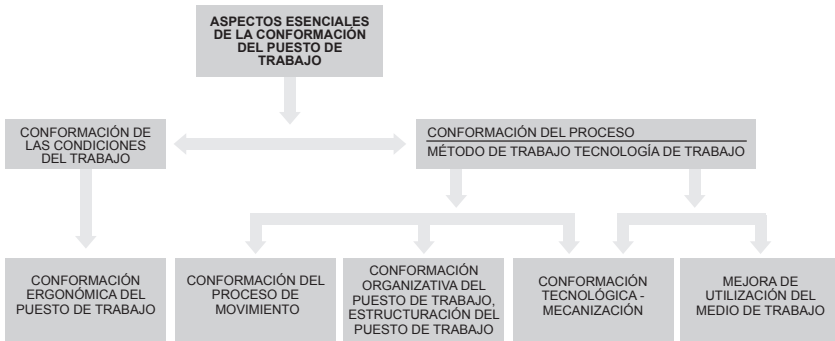 ASPECTOS ESENCIALES
DE LA CONFORMACIÓN
DEL PUESTO DE
TRABAJO
CONFORMACIÓN DE
LAS CONDICIONES
DEL TRABAJO
CONFORMACIÓN DEL PROCESO
MÉTODO DE TRABAJO TECNOLOGÍA DE TRABAJO
CONFORMACIÓN
ERGONÓMICA DEL
PUESTO DE TRABAJO
CONFORMACIÓN DEL
PROCESO DE
MOVIMIENTO
CONFORMACIÓN
ORGANIZATIVA DEL
PUESTO DE TRABAJO,
ESTRUCTURACIÓN DEL
PUESTO DE TRABAJO
CONFORMACIÓN
TECNOLÓGICA -
MECANIZACIÓN
MEJORA DE
UTILIZACIÓN DEL
MEDIO DE TRABAJO